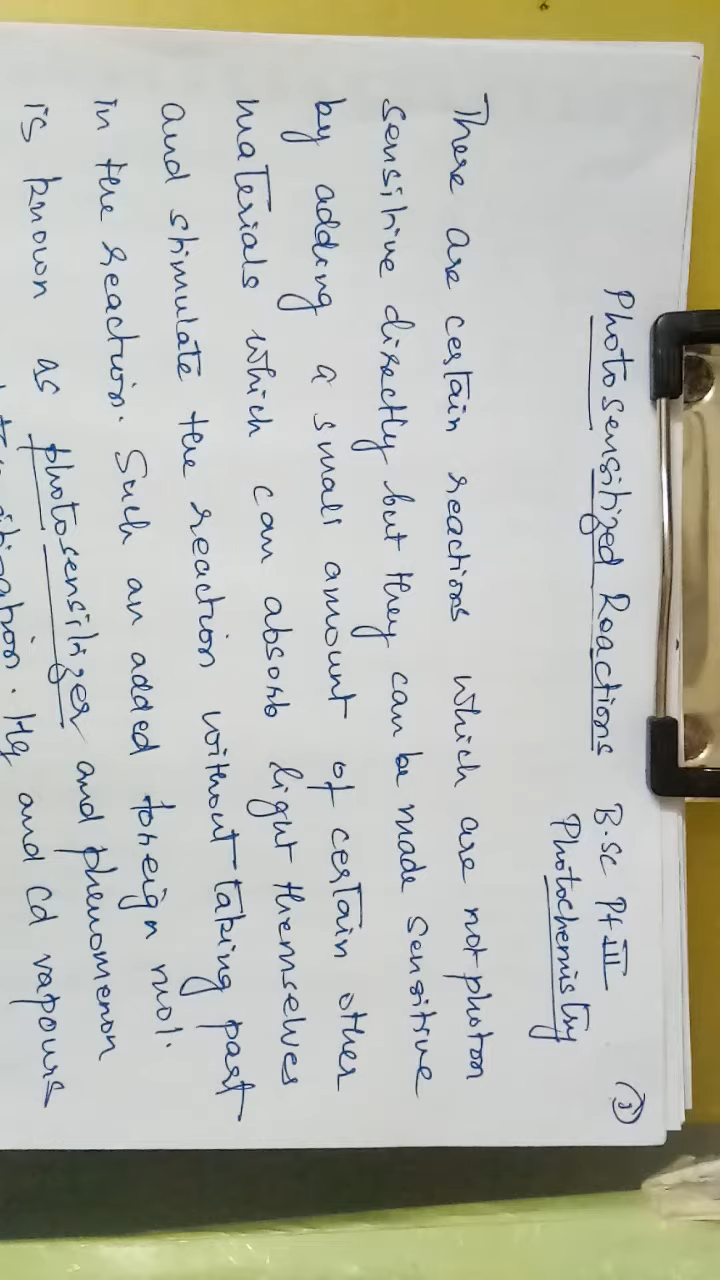 Photosensitized Reactions B.Sc Pt III (1)
Photochemistry
There are certain reactions which are not photon
sensitive directly but they can be made sensitive
by adding a small amount of certain other
materials which can absorb light themselves
and stimulate the reaction without taking part
in the reaction. Such an added foreign mol.
is known as photosensitizer and phenomenon
Hg and Cd vapours